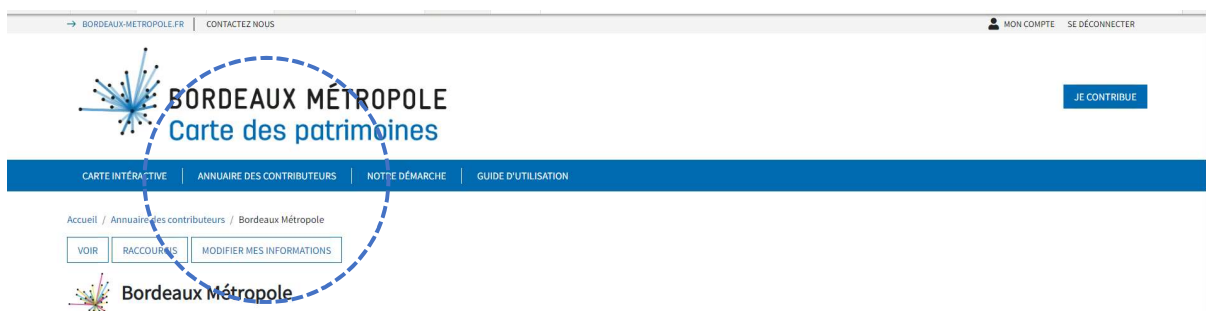 → BORDEAUX-METROPOLE.FR | CONTACTEZ NOUS MON COMPTE SE DÉCONNECTER
BORDEAUX MÉTROPOLE
Carte des patrimoines
JE CONTRIBUE
CARTE INTÉRACTIVE | ANNUAIRE DES CONTRIBUTEURS | NOTRE DÉMARCHE | GUIDE D'UTILISATION
Accueil / Annuaire des contributeurs / Bordeaux Métropole
VOIR RACCOURCIS MODIFIER MES INFORMATIONS
Bordeaux Métropole